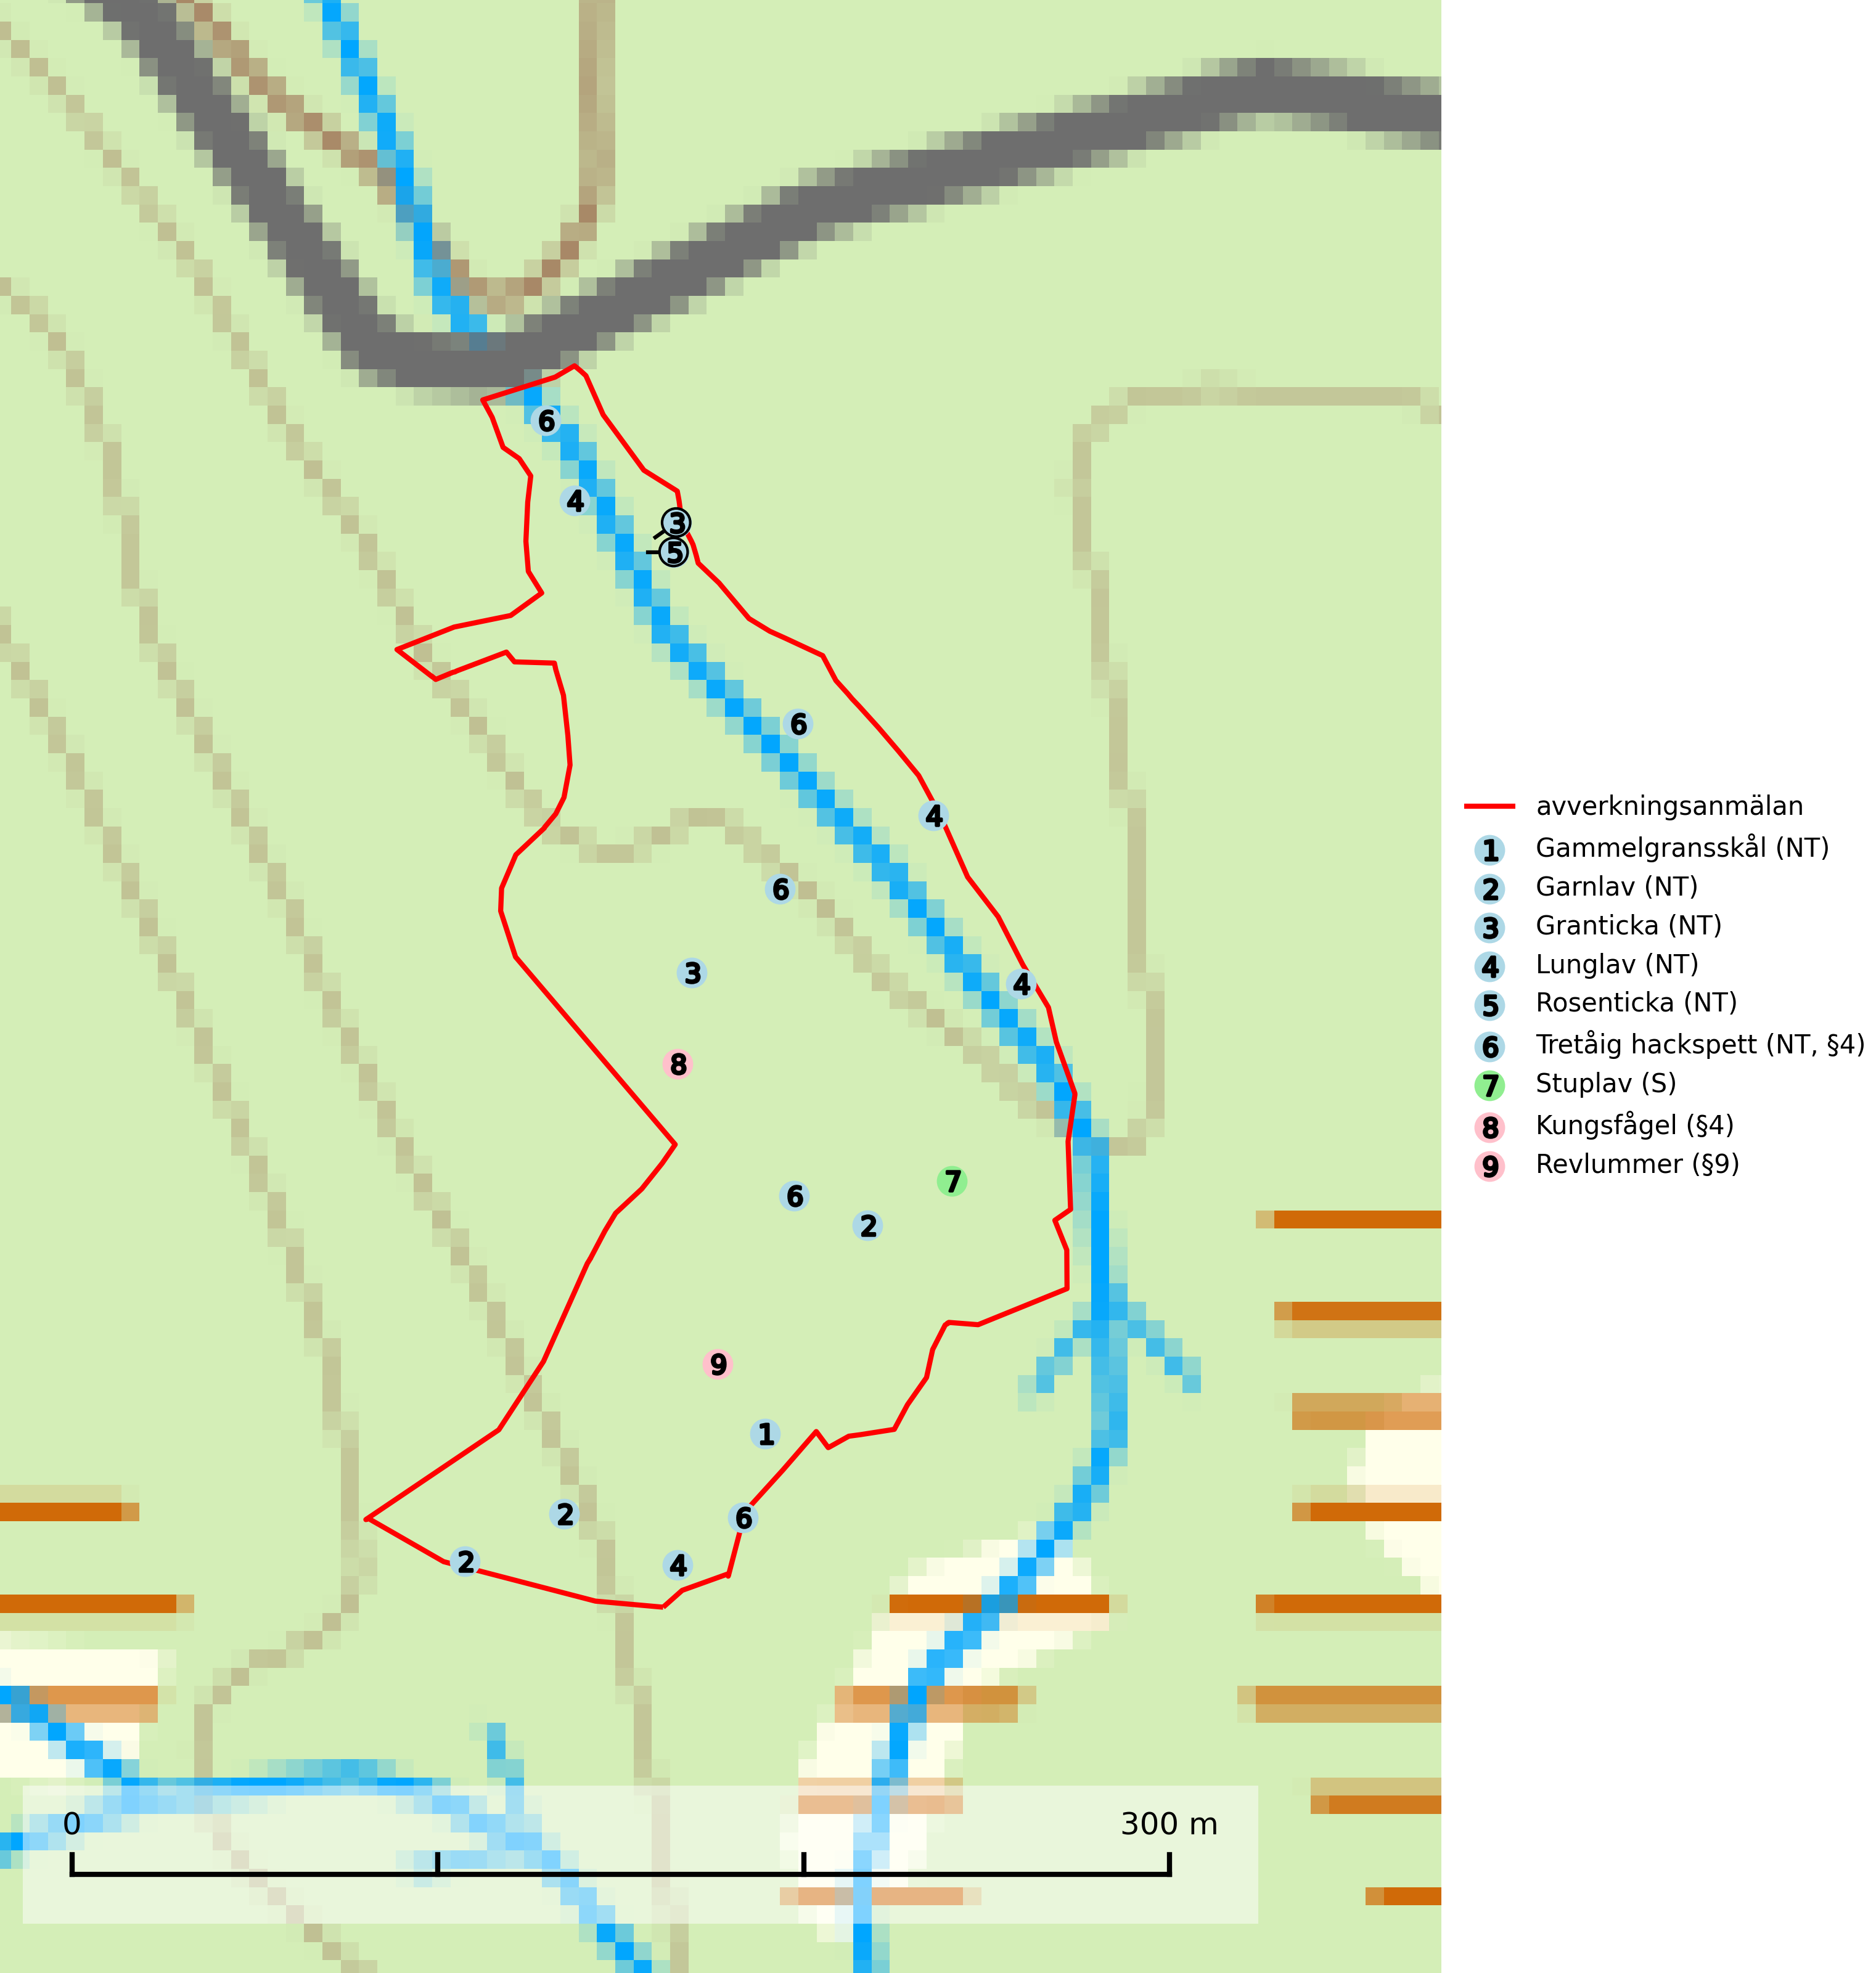 6
4
3
5
6
4
6
3
4
8
7
6
2
9
1
2
6
2
4
avverkningsanmälan
1 Gammelgransskål (NT)
2 Garnlav (NT)
3 Granticka (NT)
4 Lunglav (NT)
5 Rosenticka (NT)
6 Tretåig hackspett (NT, §4)
7 Stuplav (S)
8 Kungsfågel (§4)
9 Revlummer (§9)
0 300 m